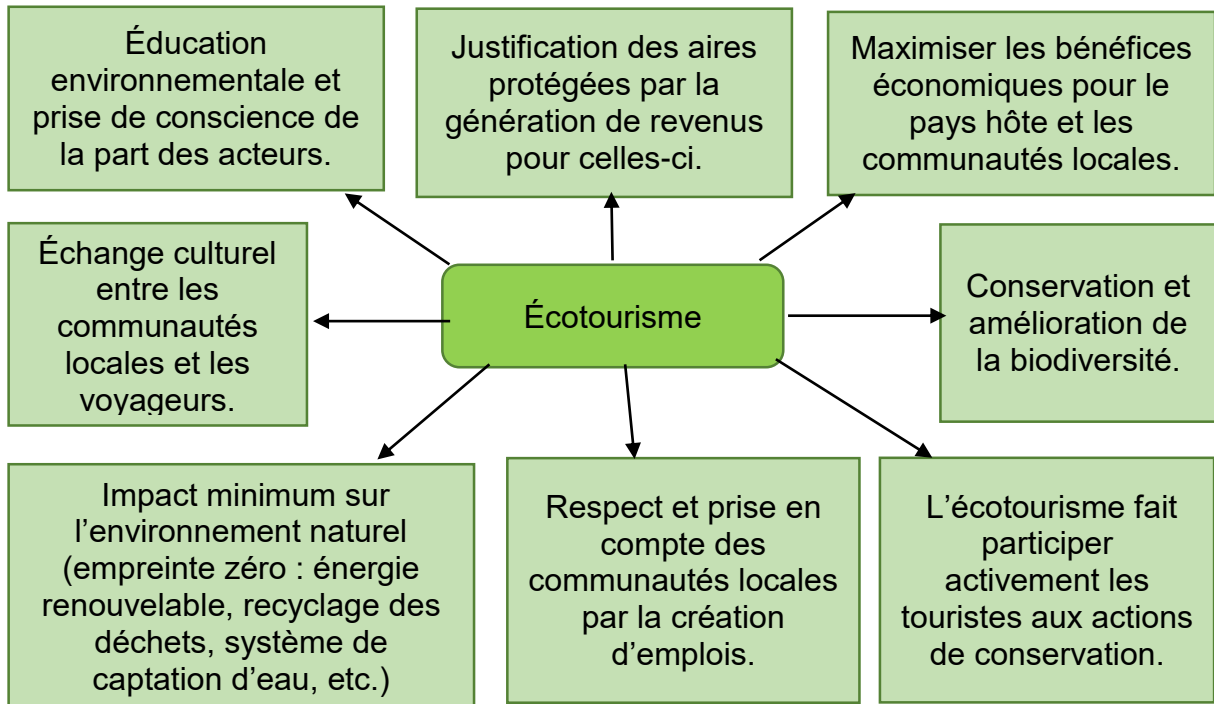 Éducation
environnementale et
prise de conscience de
la part des acteurs.
Justification des aires
protégées par la
génération de revenus
pour celles-ci.
Maximiser les bénéfices
économiques pour le
pays hôte et les
communautés locales.
Échange culturel
entre les
communautés
locales et les
voyageurs.
Écotourisme
Conservation et
amélioration de
la biodiversité.
Impact minimum sur
l’environnement naturel
(empreinte zéro : énergie
renouvelable, recyclage des
déchets, système de
captation d’eau, etc.)
Respect et prise en
compte des
communautés locales
par la création
d’emplois.
L’écotourisme fait
participer
activement les
touristes aux actions
de conservation.